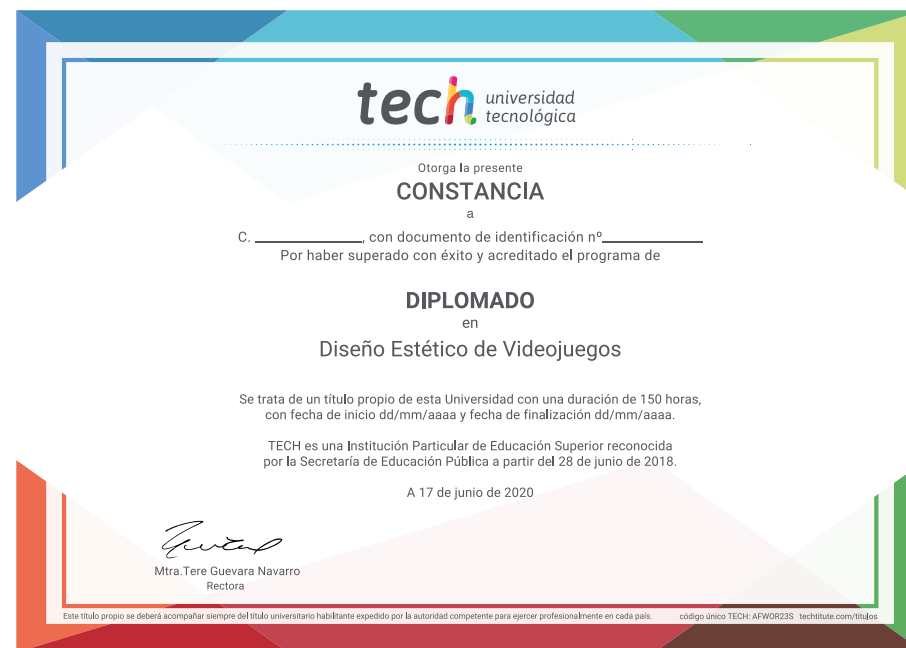 tech universidad
tecnológica
Otorga la presente
CONSTANCIA
a
C. ______________, con documento de identificación nº_____________
Por haber superado con éxito y acreditado el programa de
DIPLOMADO
en
Diseño Estético de Videojuegos
Se trata de un título propio de esta Universidad con una duración de 150 horas,
con fecha de inicio dd/mm/aaaa y fecha de finalización dd/mm/aaaa.
TECH es una Institución Particular de Educación Superior reconocida
por la Secretaría de Educación Pública a partir del 28 de junio de 2018.
A 17 de junio de 2020
Mtra.Tere Guevara Navarro
Rectora
Este título propio se deberá acompañar siempre del título universitario habilitante expedido por la autoridad competente para ejercer profesionalmente en cada país. código único TECH: AFWOR23S techtitute.com/titulos